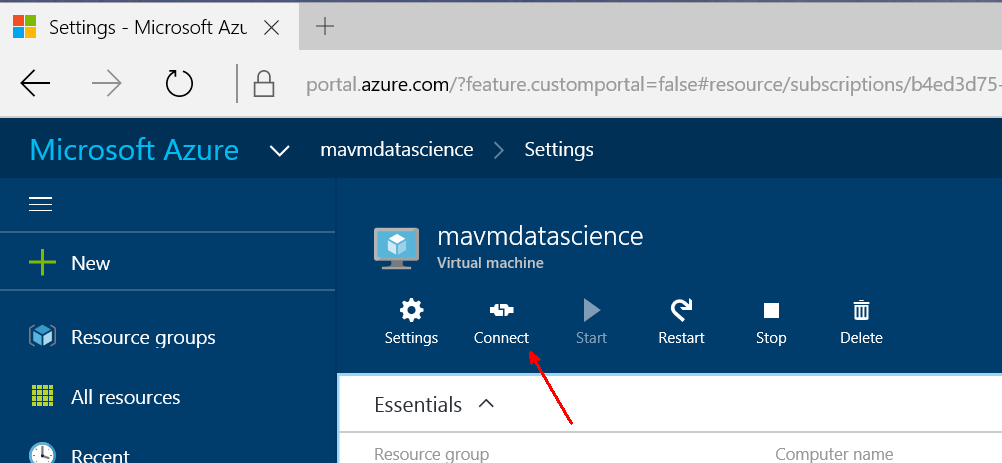 Settings - Microsoft Azu
portal.azure.com/?feature.customportal=false#resource/subscriptions/b4ed3d75-
Microsoft Azure mavmdatascience Settings
New
Resource groups
All resources
Recent
mavmdatascience
Virtual machine
Settings Connect Start Restart Stop Delete
Essentials
Resource group Computer name